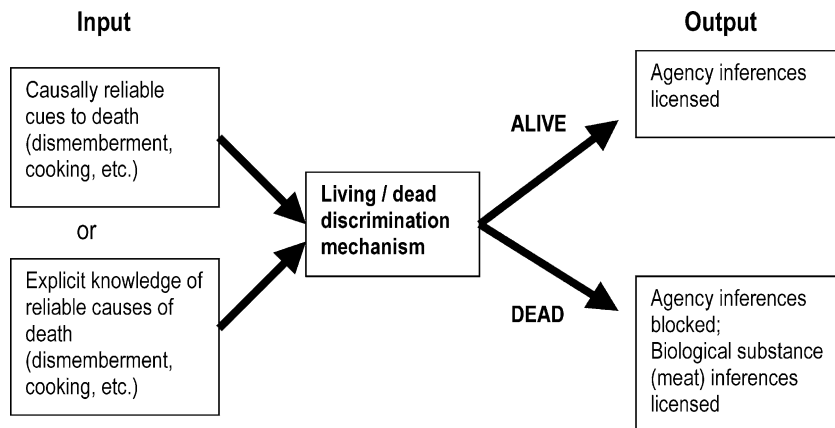 Input
Causally reliable
cues to death
(dismemberment,
cooking, etc.)
or
Explicit knowledge of
reliable causes of
death
(dismemberment,
cooking, etc.)
Living / dead
discrimination
mechanism
ALIVE
DEAD
Output
Agency inferences
licensed
Agency inferences
blocked;
Biological substance
(meat) inferences
licensed